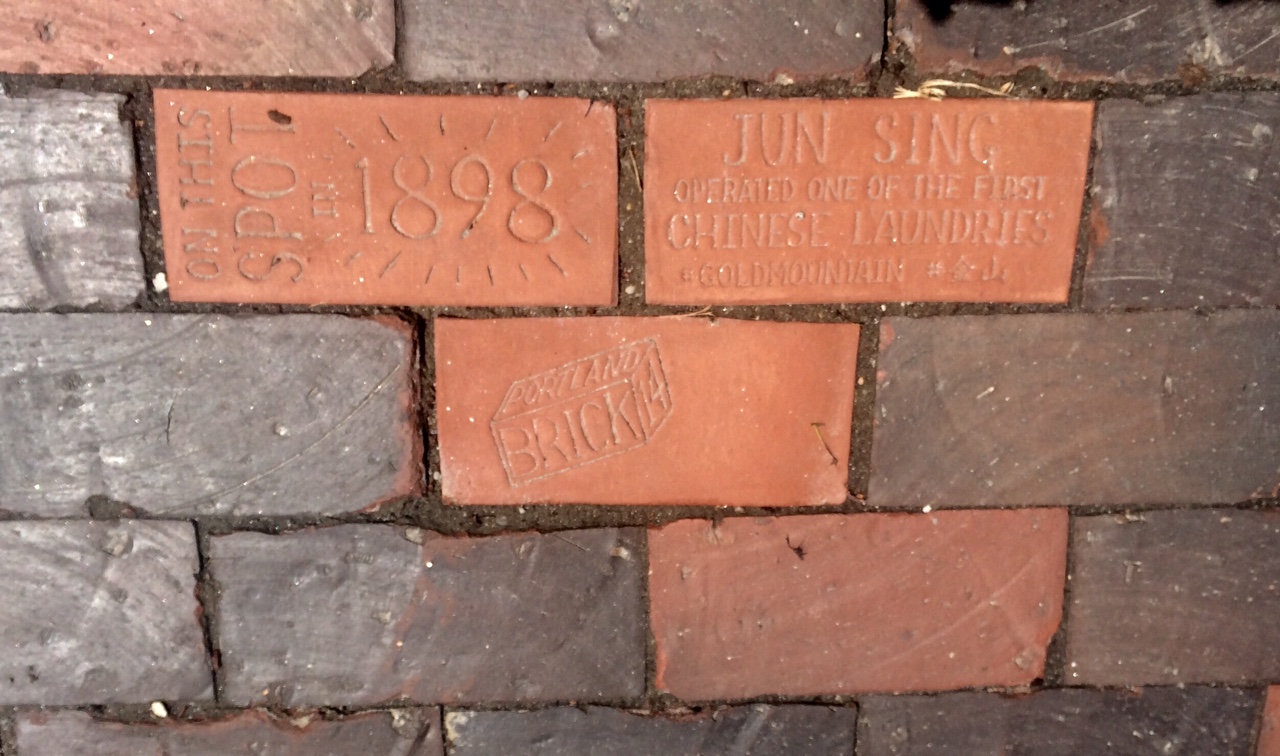 ON THIS
SPOT
IN
1898
JUN SING
OPERATED ONE OF THE FIRST
CHINESE LAUNDRIES
#GOLDMOUNTAIN #金山
PORTLAND
BRICK 14